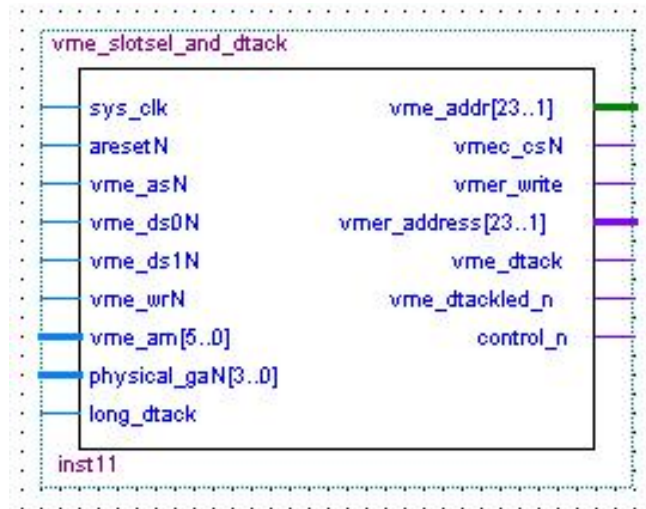 vme_slotsel_and_dtack
sys_clk vme_addr[23..1]
aresetN vmec_csN
vme_asN vmer_write
vme_ds0N vmer_address[23..1]
vme_ds1N vme_dtack
vme_wrN vme_dtackled_n
vme_am[5..0] control_n
physical_gaN[3..0]
long_dtack
inst11